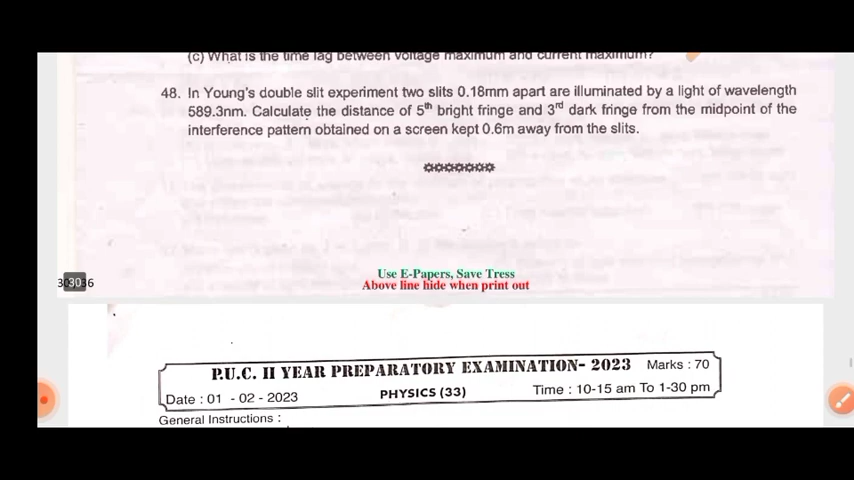 (c) What is the time lag between voltage maximum and current maximum?
48. In Young's double slit experiment two slits 0.18mm apart are illuminated by a light of wavelength
589.3nm. Calculate the distance of 5th bright fringe and 3rd dark fringe from the midpoint of the
interference pattern obtained on a screen kept 0.6m away from the slits.
✲✲✲✲✲✲✲
Use E-Papers, Save Tress
Above line hide when print out
P.U.C. II YEAR PREPARATORY EXAMINATION- 2023 Marks : 70
Date : 01 - 02 - 2023 PHYSICS (33) Time : 10-15 am To 1-30 pm
General Instructions :